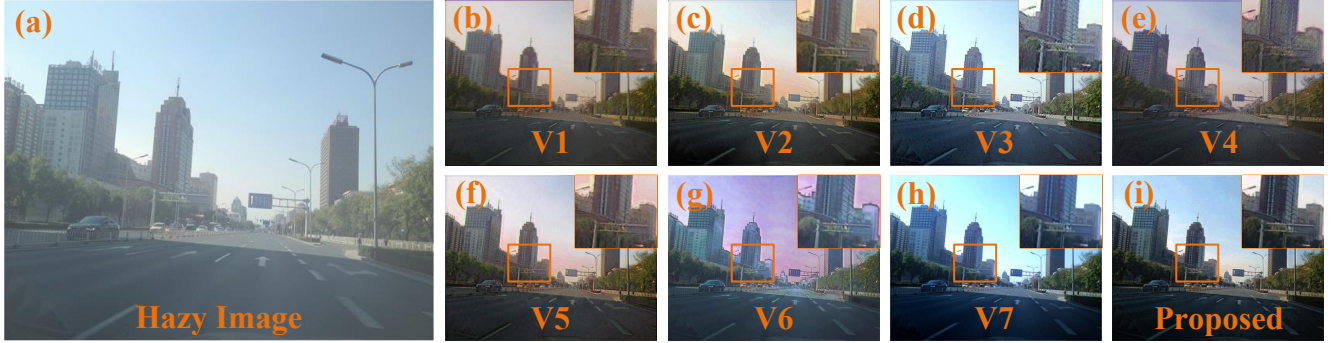 (a)
Hazy Image
(b)
V1
(c)
V2
(d)
V3
(e)
V4
(f)
V5
(g)
V6
(h)
V7
(i)
Proposed